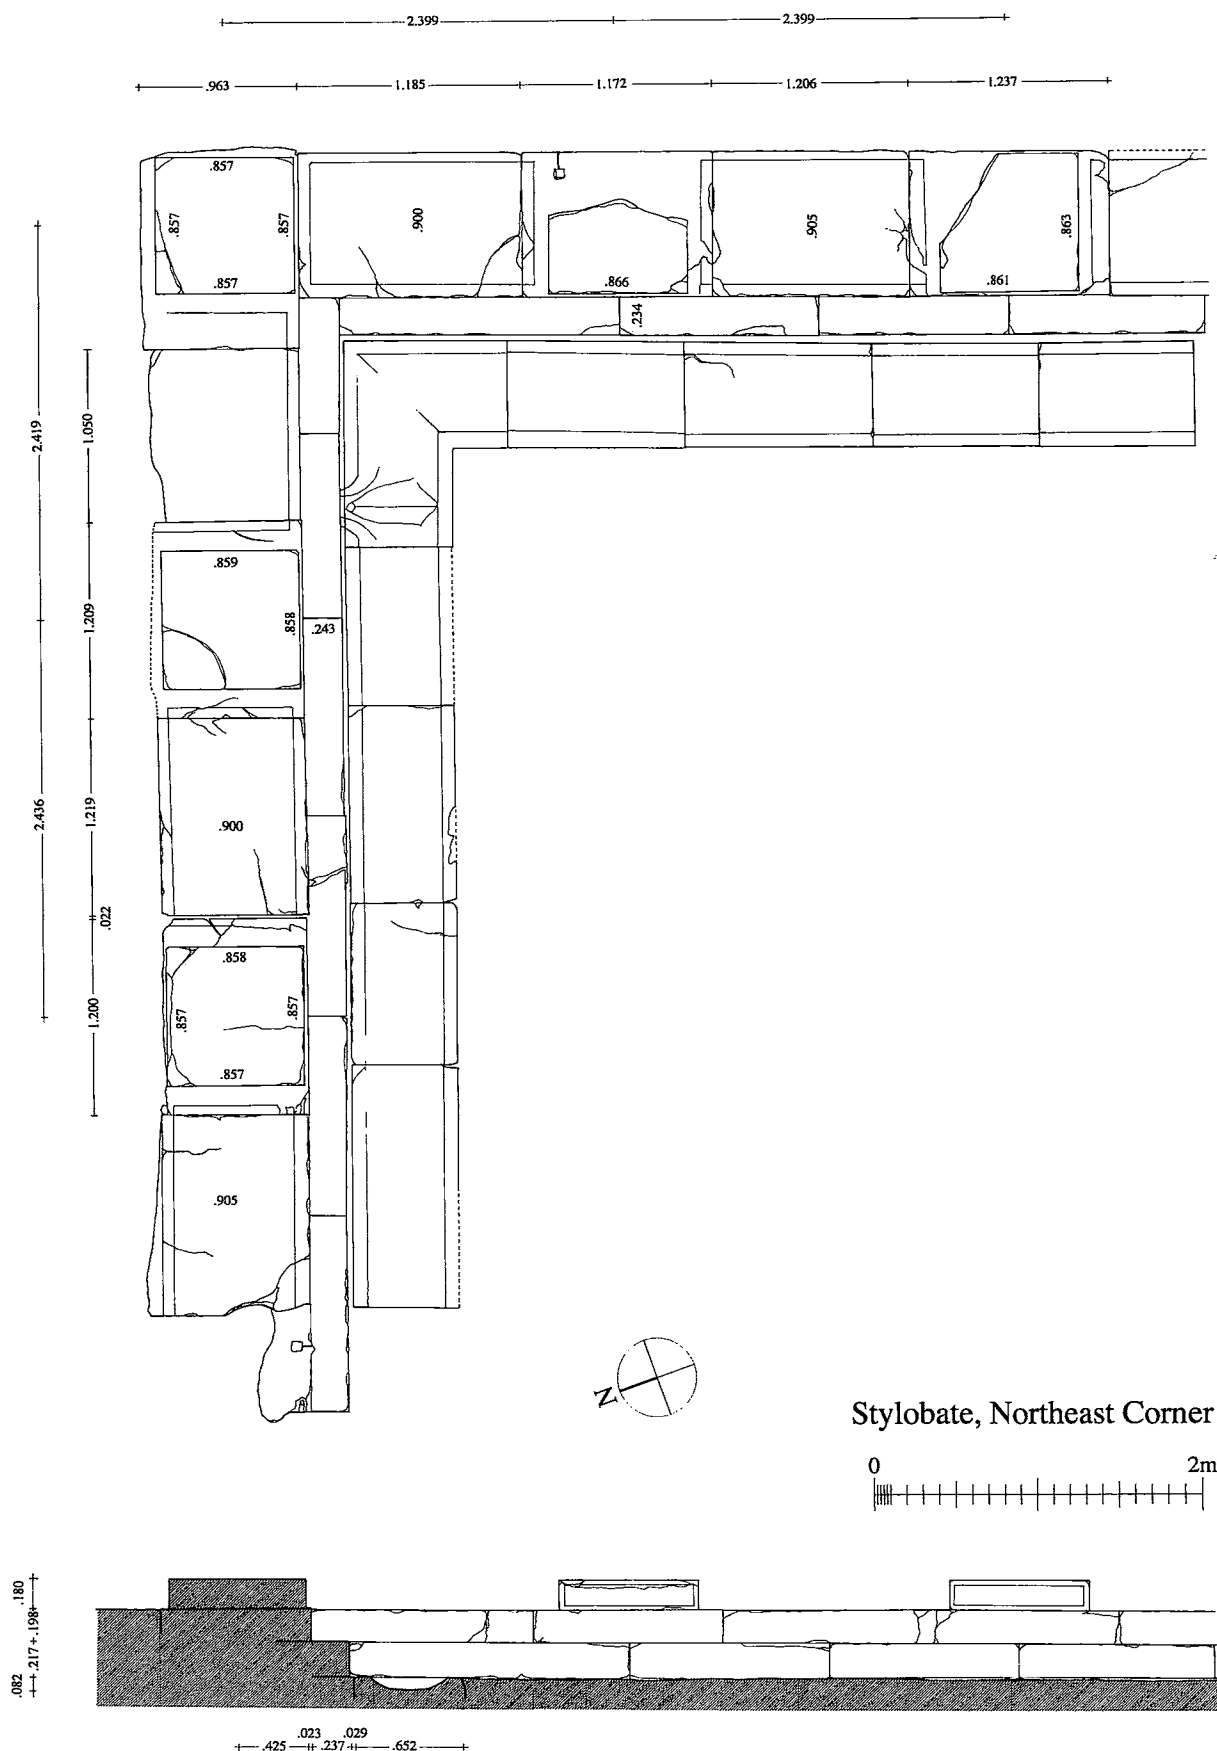 2.399 2.399
.963 1.185 1.172 1.206 1.237
.857
.857 .857 .900 .905 .863
.857 .866 .861
.234
2.419 1.050
.859
1.209 .858
.243
2.436 1.219 .900
.022
.858
1.200 .857 .857
.857
.905
N
Stylobate, Northeast Corner
0 2m
.180
.198
.217
.082
.023 .029
.425 .237 .652